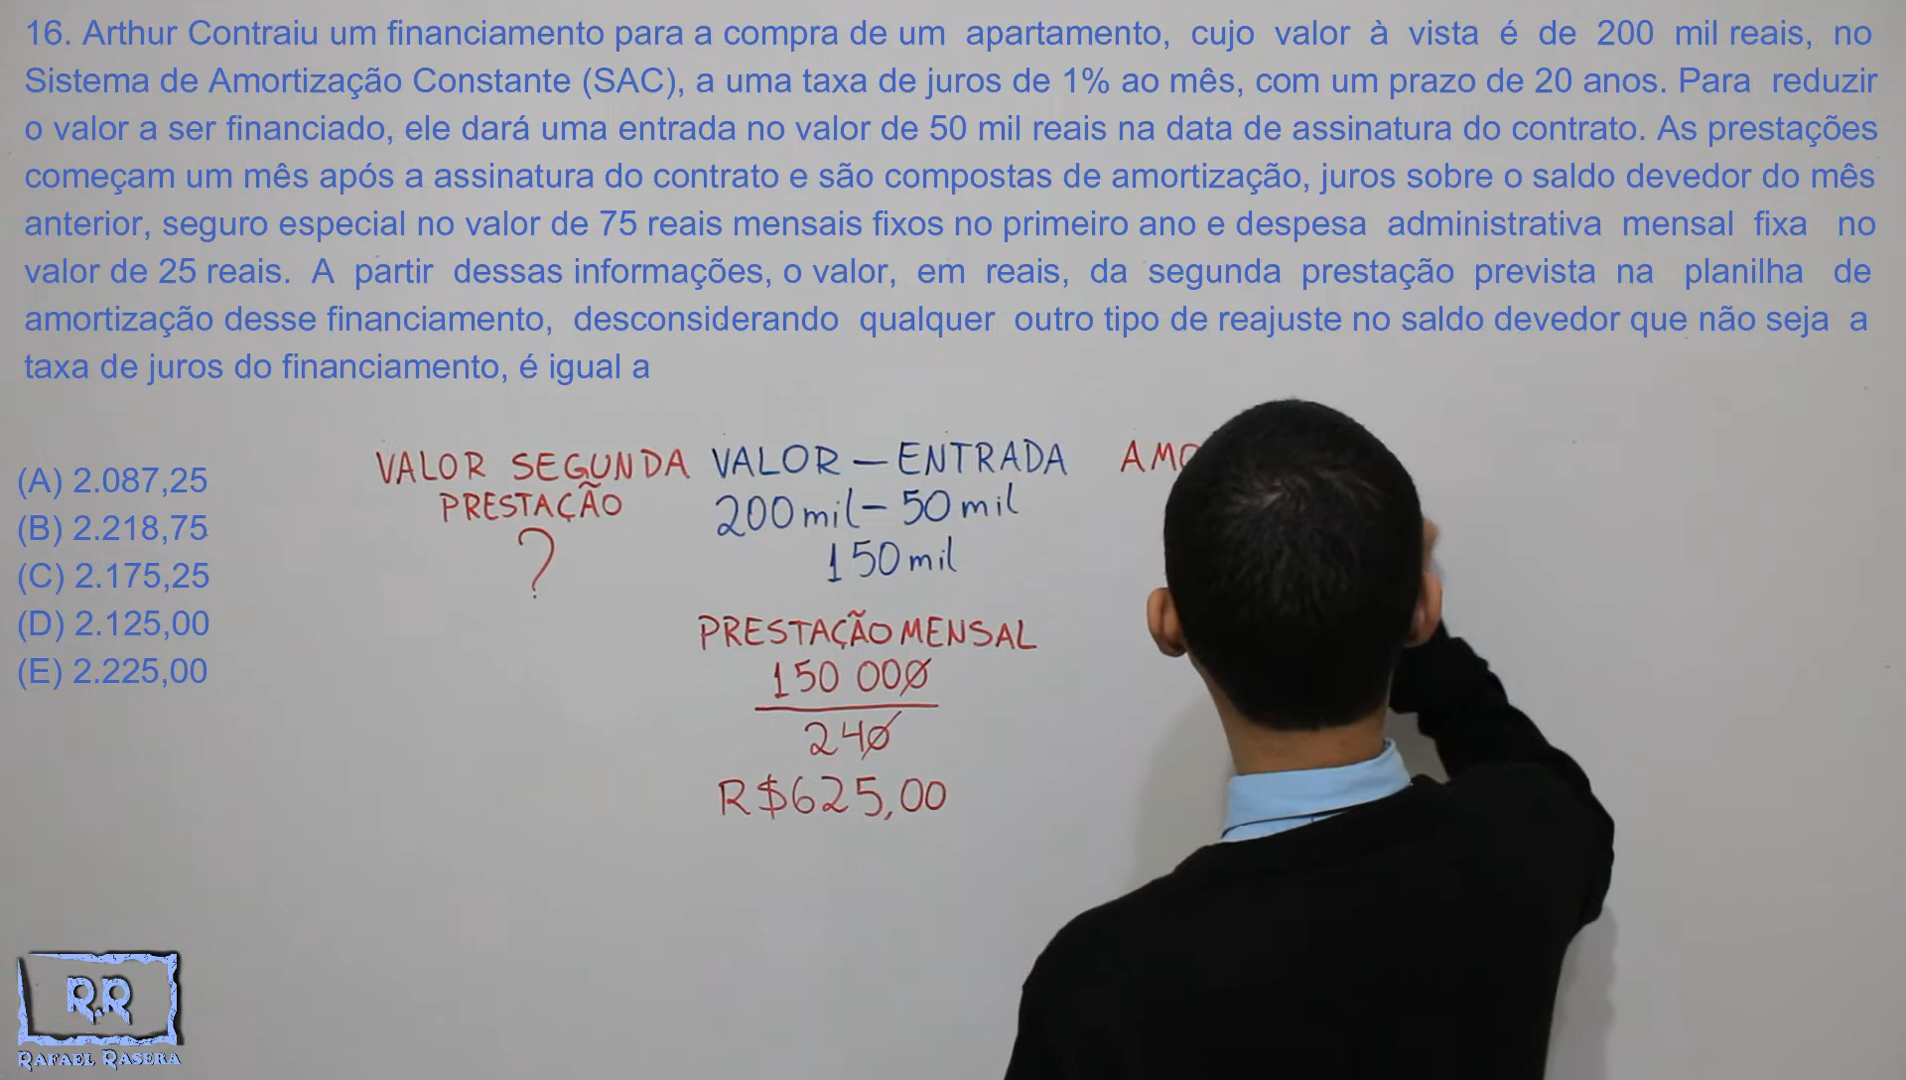 16. Arthur Contraiu um financiamento para a compra de um apartamento, cujo valor à vista é de 200 mil reais, no
Sistema de Amortização Constante (SAC), a uma taxa de juros de 1% ao mês, com um prazo de 20 anos. Para reduzir
o valor a ser financiado, ele dará uma entrada no valor de 50 mil reais na data de assinatura do contrato. As prestações
começam um mês após a assinatura do contrato e são compostas de amortização, juros sobre o saldo devedor do mês
anterior, seguro especial no valor de 75 reais mensais fixos no primeiro ano e despesa administrativa mensal fixa no
valor de 25 reais. A partir dessas informações, o valor, em reais, da segunda prestação prevista na planilha de
amortização desse financiamento, desconsiderando qualquer outro tipo de reajuste no saldo devedor que não seja a
taxa de juros do financiamento, é igual a
(A) 2.087,25
(B) 2.218,75
(C) 2.175,25
(D) 2.125,00
(E) 2.225,00
VALOR SEGUNDA
PRESTAÇÃO
?
VALOR — ENTRADA
200 mil – 50 mil
150 mil
PRESTAÇÃO MENSAL
150 000
240
R$625,00
AMO
R.R
RAFAEL RASERA